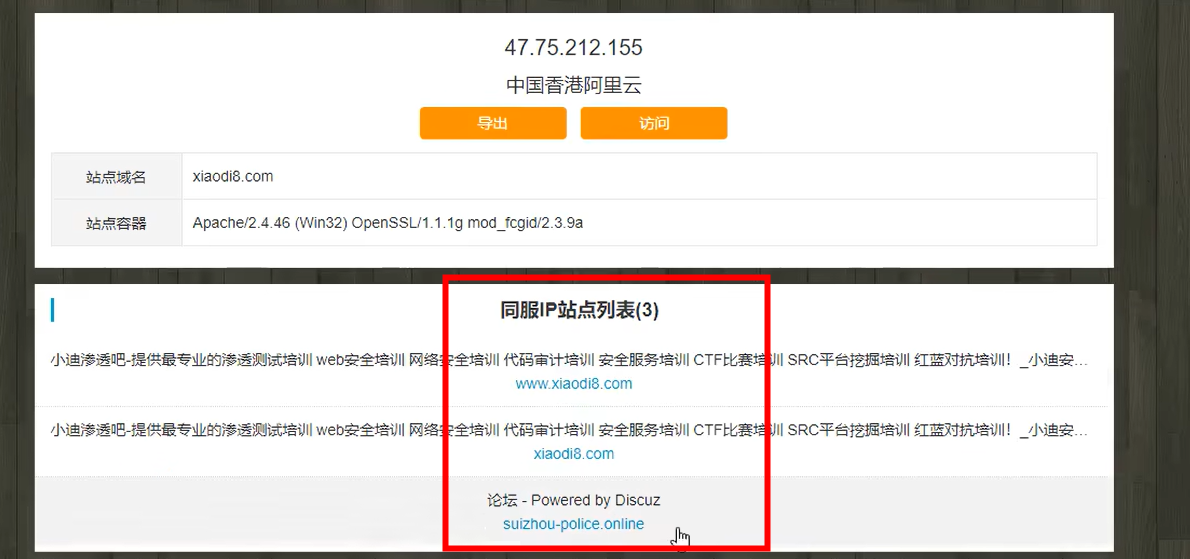 47.75.212.155
中国香港阿里云
导出 访问
站点域名 xiaodi8.com
站点容器 Apache/2.4.46 (Win32) OpenSSL/1.1.1g mod_fcgid/2.3.9a
同服IP站点列表(3)
小迪渗透吧-提供最专业的渗透测试培训 web安全培训 网络安全培训 代码审计培训 安全服务培训 CTF比赛培训 SRC平台挖掘培训 红蓝对抗培训！_小迪安…
www.xiaodi8.com
小迪渗透吧-提供最专业的渗透测试培训 web安全培训 网络安全培训 代码审计培训 安全服务培训 CTF比赛培训 SRC平台挖掘培训 红蓝对抗培训！_小迪安…
xiaodi8.com
论坛 - Powered by Discuz
suizhou-police.online